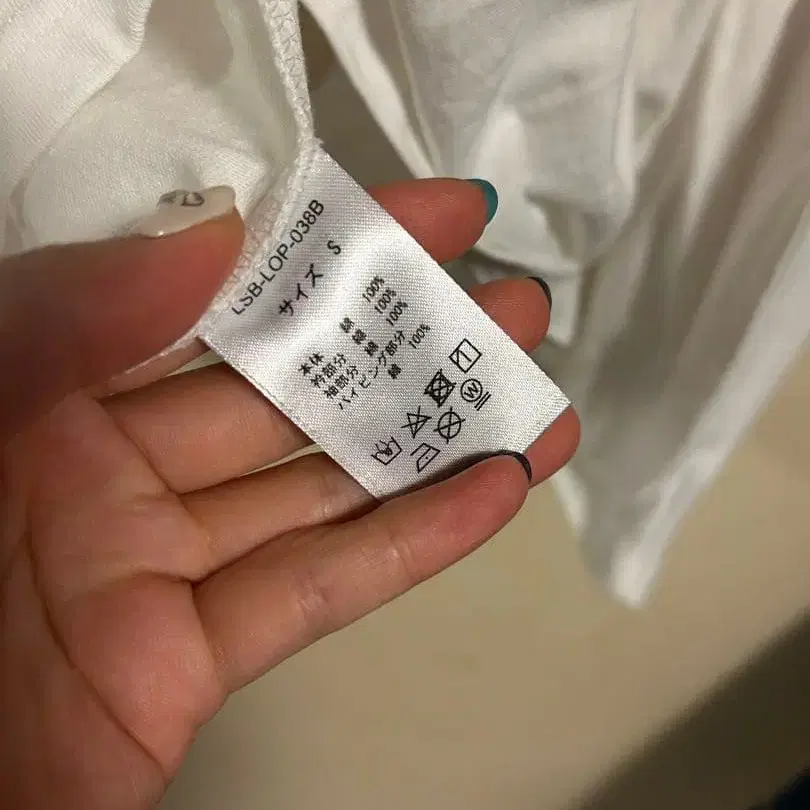 LSB-LOP-038B
サイズ S
本体 綿 100%
衿部分 綿 100%
袖部分 綿 100%
パイピング部分
綿 100%
W